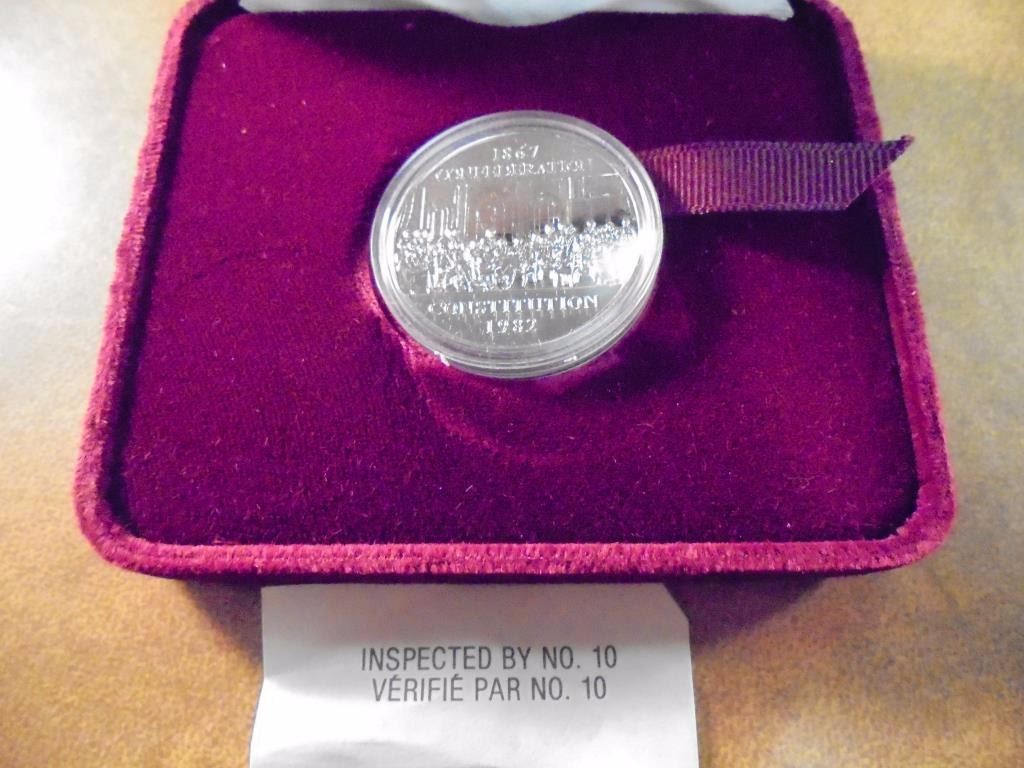 1867
CONFEDERATION
CONSTITUTION
1982
INSPECTED BY NO. 10
VÉRIFIÉ PAR NO. 10